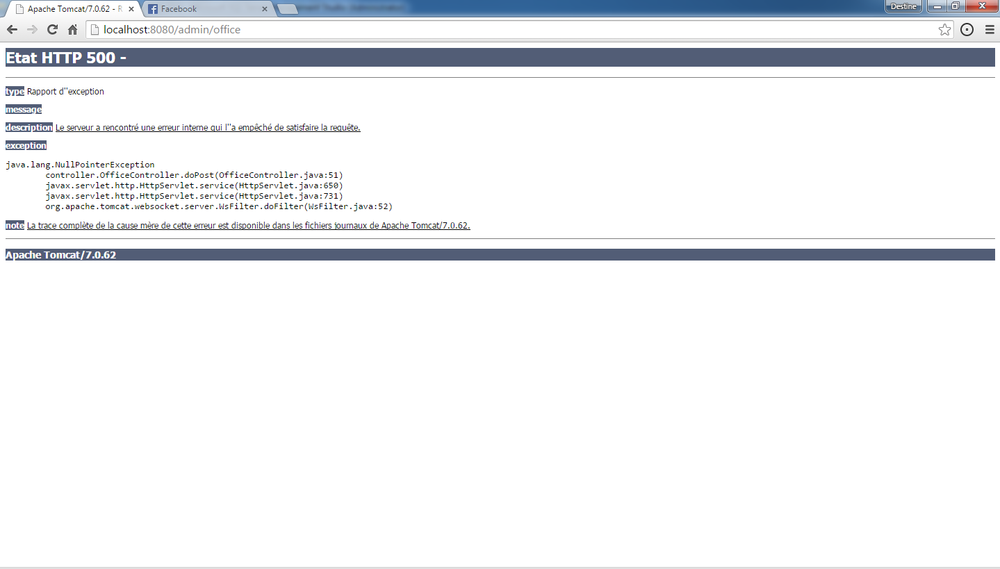 Apache Tomcat/7.0.62 - R
Facebook
Destine
localhost:8080/admin/office
Etat HTTP 500 -
type Rapport d''exception
message
description Le serveur a rencontré une erreur interne qui l''a empêché de satisfaire la requête.
exception
java.lang.NullPointerException
controller.OfficeController.doPost(OfficeController.java:51)
javax.servlet.http.HttpServlet.service(HttpServlet.java:650)
javax.servlet.http.HttpServlet.service(HttpServlet.java:731)
org.apache.tomcat.websocket.server.WsFilter.doFilter(WsFilter.java:52)
note La trace complète de la cause mère de cette erreur est disponible dans les fichiers journaux de Apache Tomcat/7.0.62.
Apache Tomcat/7.0.62